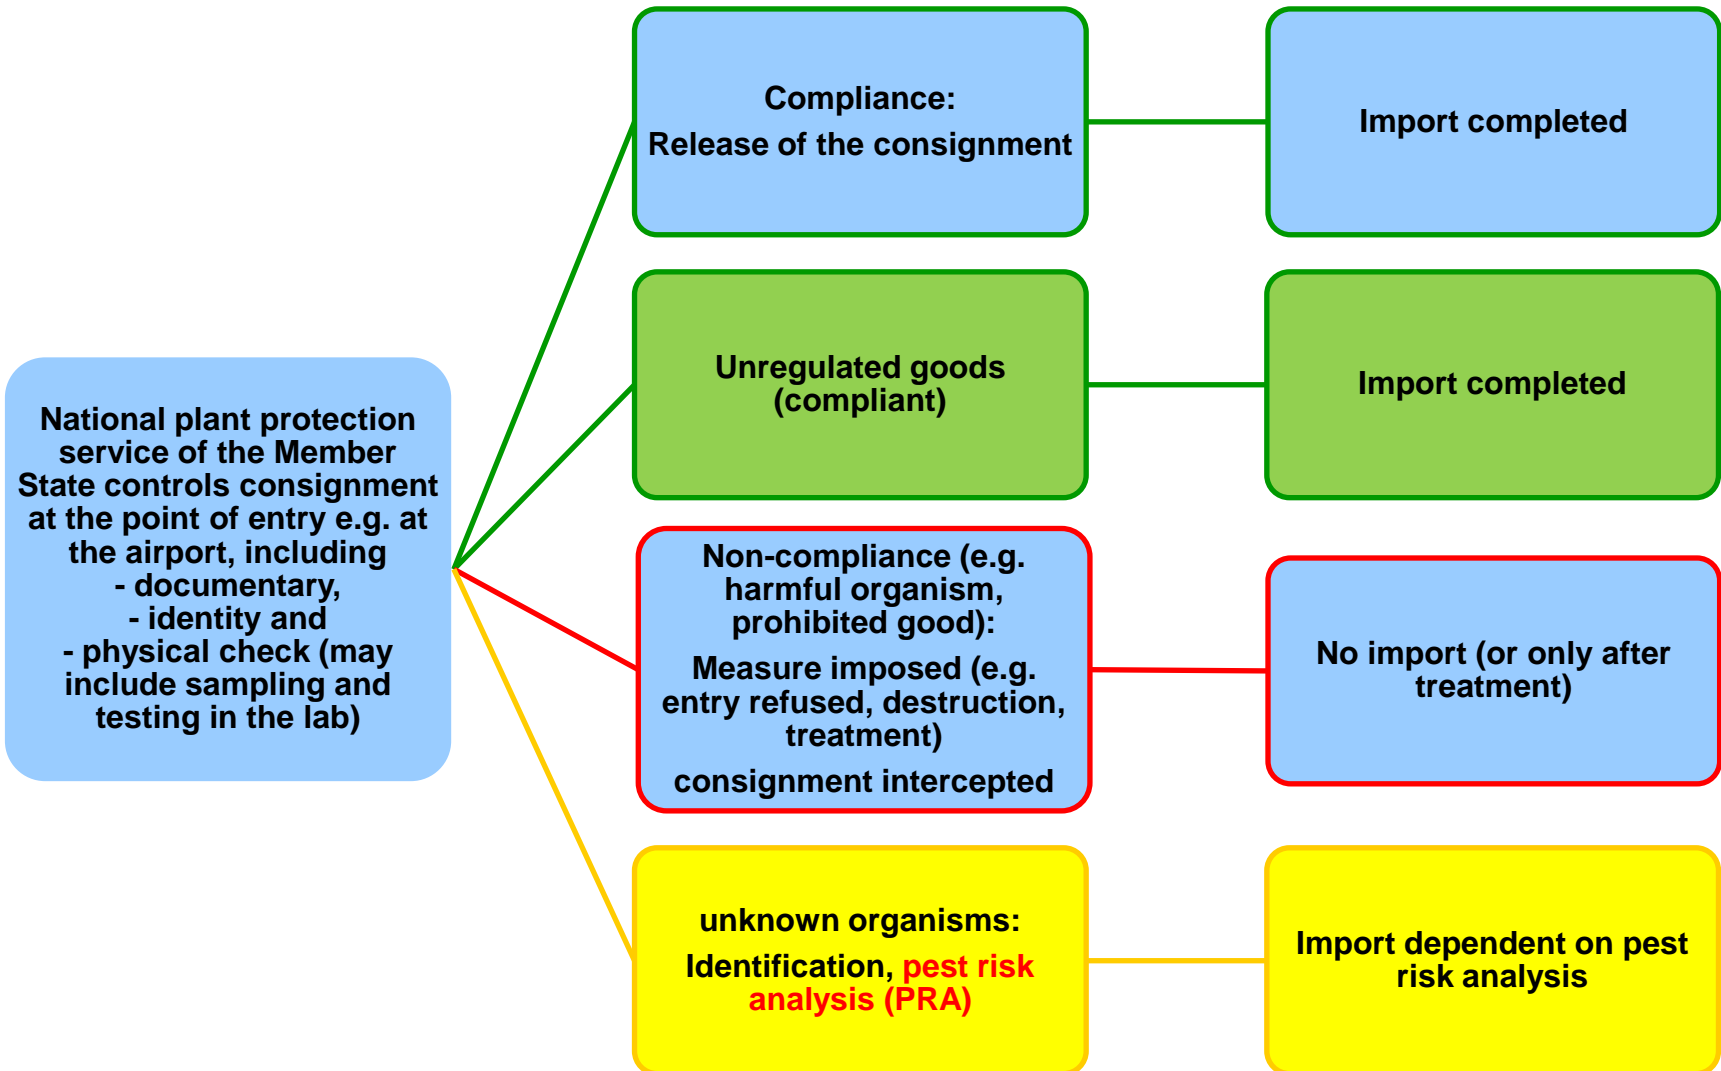 National plant protection
service of the Member
State controls consignment
at the point of entry e.g. at
the airport, including
- documentary,
- identity and
- physical check (may
include sampling and
testing in the lab)
Compliance:
Release of the consignment
Import completed
Unregulated goods
(compliant)
Import completed
Non-compliance (e.g.
harmful organism,
prohibited good):
Measure imposed (e.g.
entry refused, destruction,
treatment)
consignment intercepted
No import (or only after
treatment)
unknown organisms:
Identification, pest risk
analysis (PRA)
Import dependent on pest
risk analysis